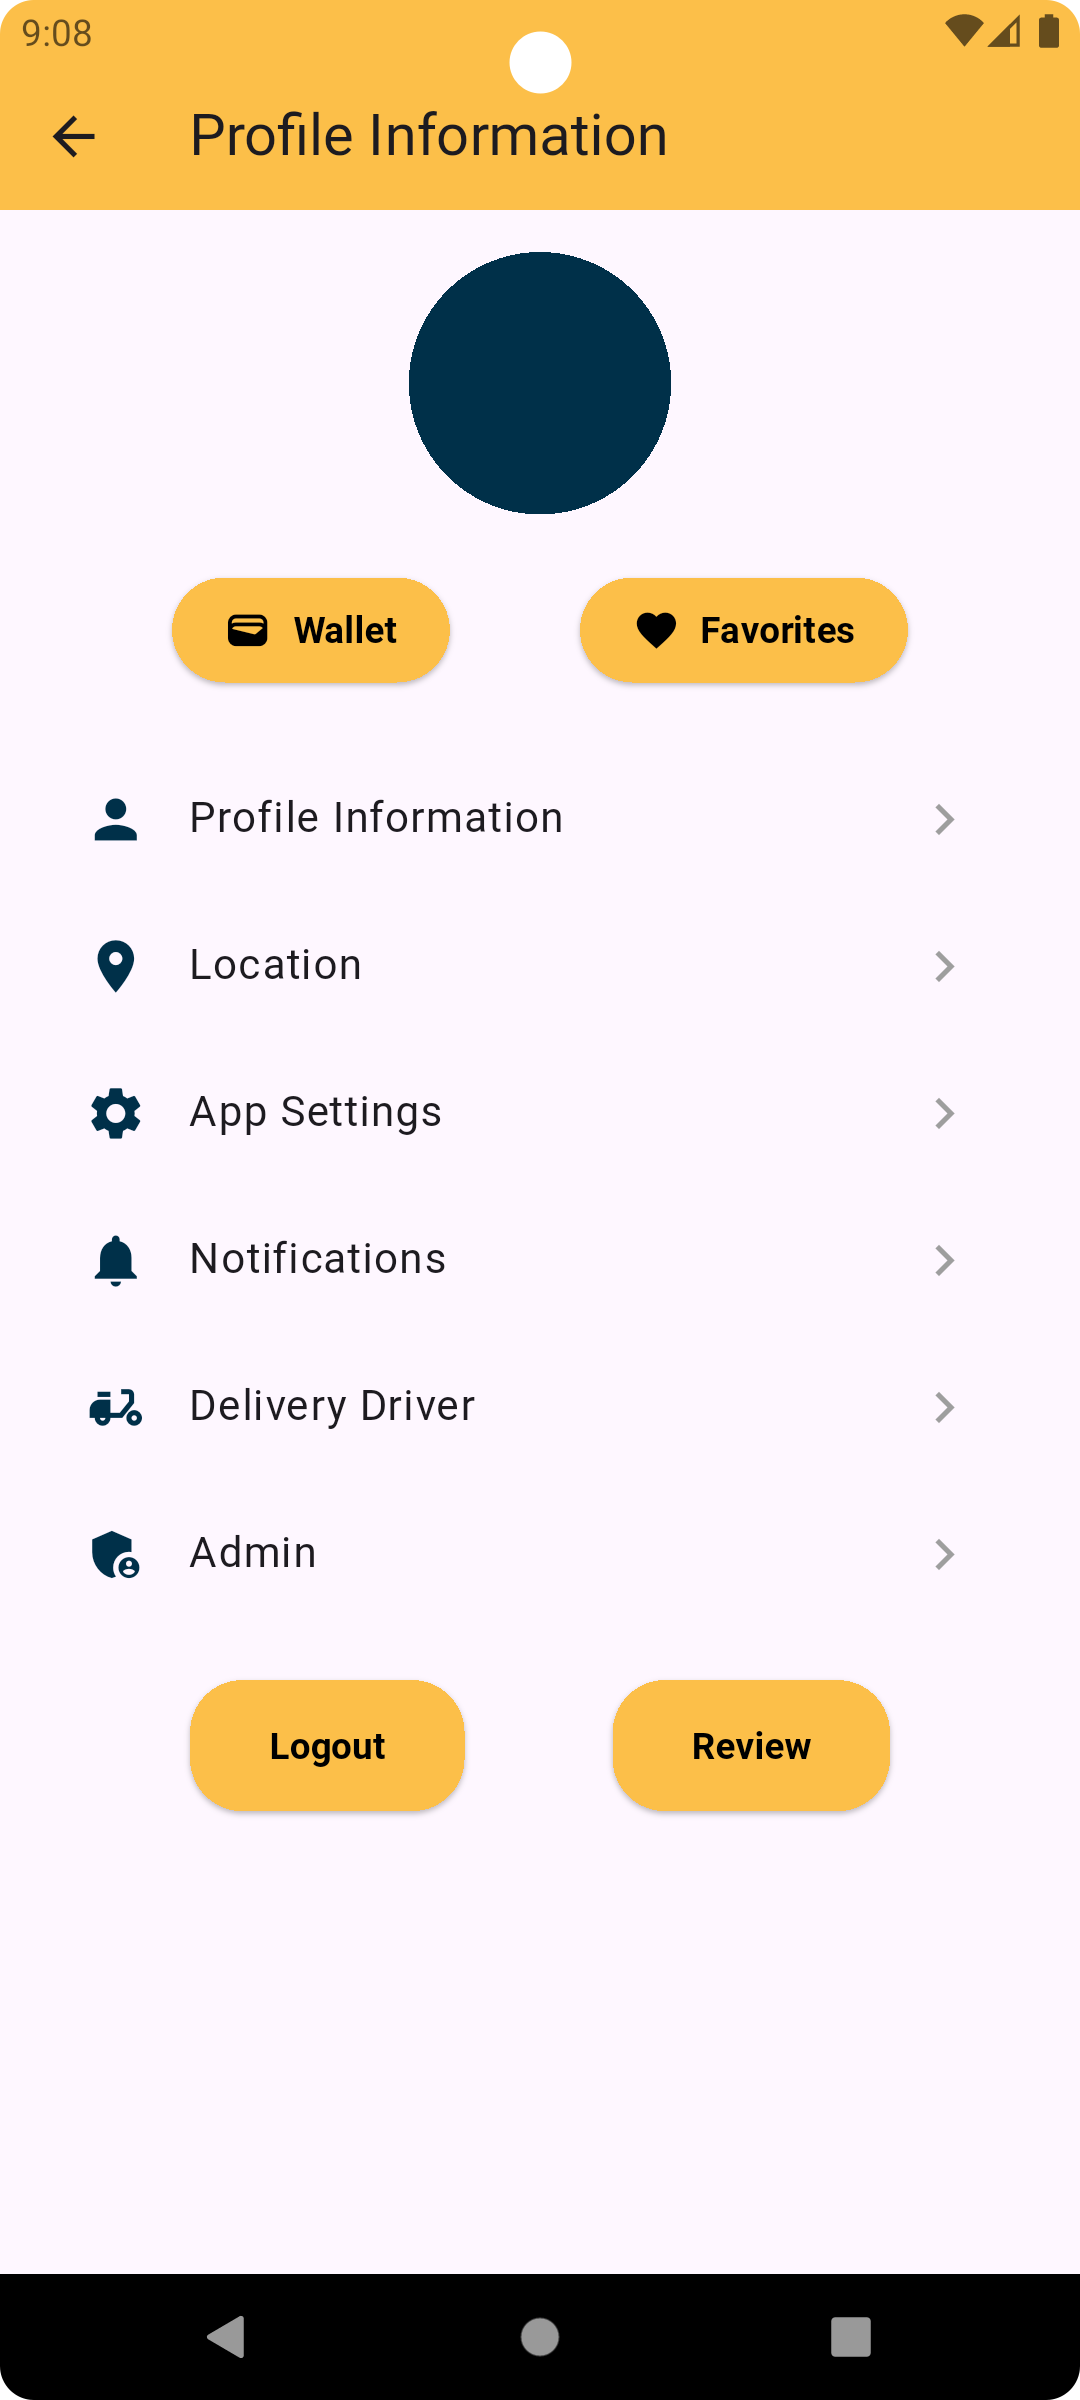 9:08
Profile Information
Wallet
Favorites
Profile Information
Location
App Settings
Notifications
Delivery Driver
Admin
Logout
Review